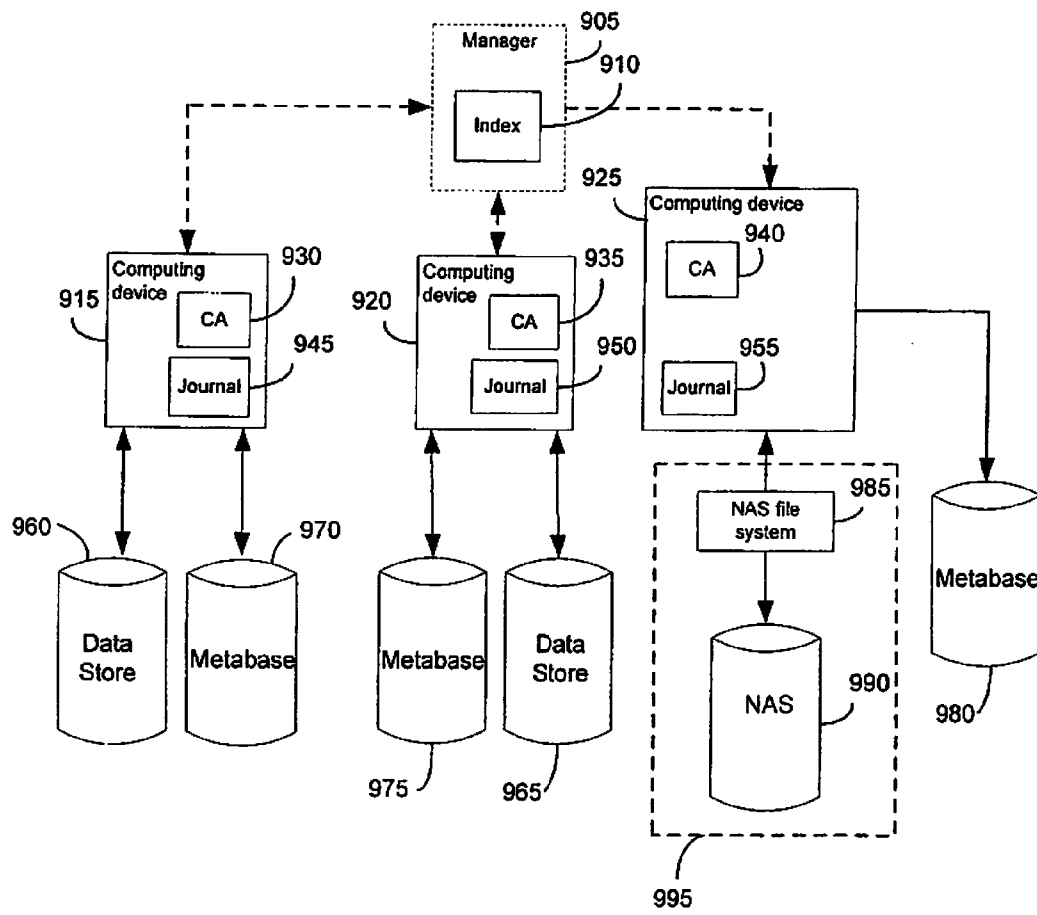 905
Manager
910
Index
925
Computing device
940
CA
955
Journal
930
Computing
device
CA
915
945
Journal
935
Computing
device
CA
920
950
Journal
960
970
Data
Store
Metabase
Metabase
Data
Store
975
965
985
NAS file
system
NAS
990
995
Metabase
980